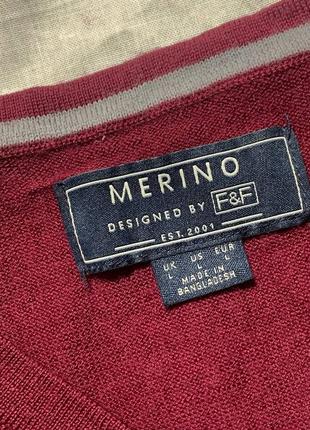 MERINO
DESIGNED BY F&F
EST. 2001
UK US EUR
L L L
MADE IN
BANGLADESH